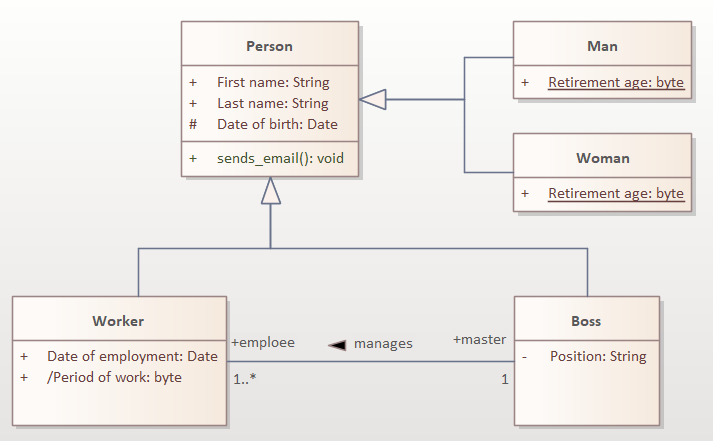 Person
+ First name: String
+ Last name: String
# Date of birth: Date
+ sends_email(): void
Man
+ Retirement age: byte
Woman
+ Retirement age: byte
Worker
+ Date of employment: Date
+ /Period of work: byte
+emploee
manages
+master
1..*
1
Boss
- Position: String